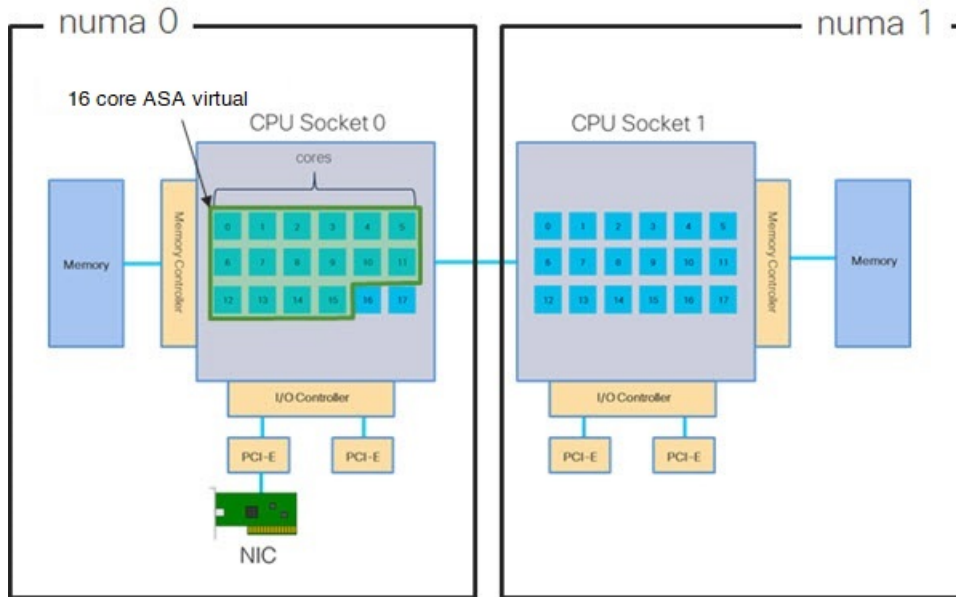 numa 0
numa 1
16 core ASA virtual
CPU Socket 0
CPU Socket 1
cores
Memory
Memory Controller
0 1 2 3 4 5
6 7 8 9 10 11
12 13 14 15 16 17
0 1 2 3 4 5
6 7 8 9 10 11
12 13 14 15 16 17
Memory Controller
Memory
I/O Controller
I/O Controller
PCI-E
PCI-E
PCI-E
PCI-E
NIC